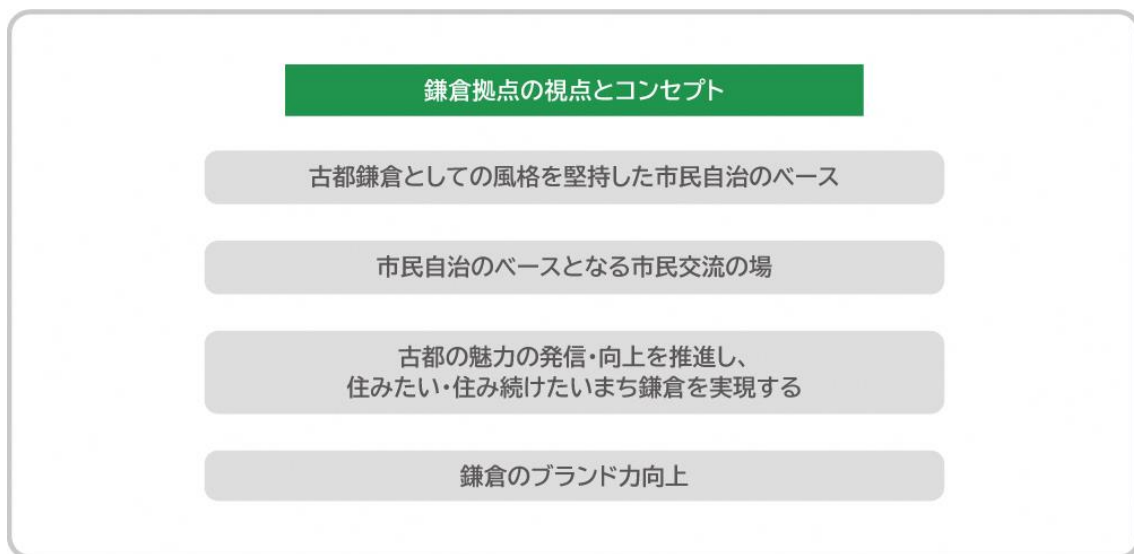 鎌倉拠点の視点とコンセプト
古都鎌倉としての風格を堅持した市民自治のベース
市民自治のベースとなる市民交流の場
古都の魅力の発信・向上を推進し、
住みたい・住み続けたいまち鎌倉を実現する
鎌倉のブランド力向上